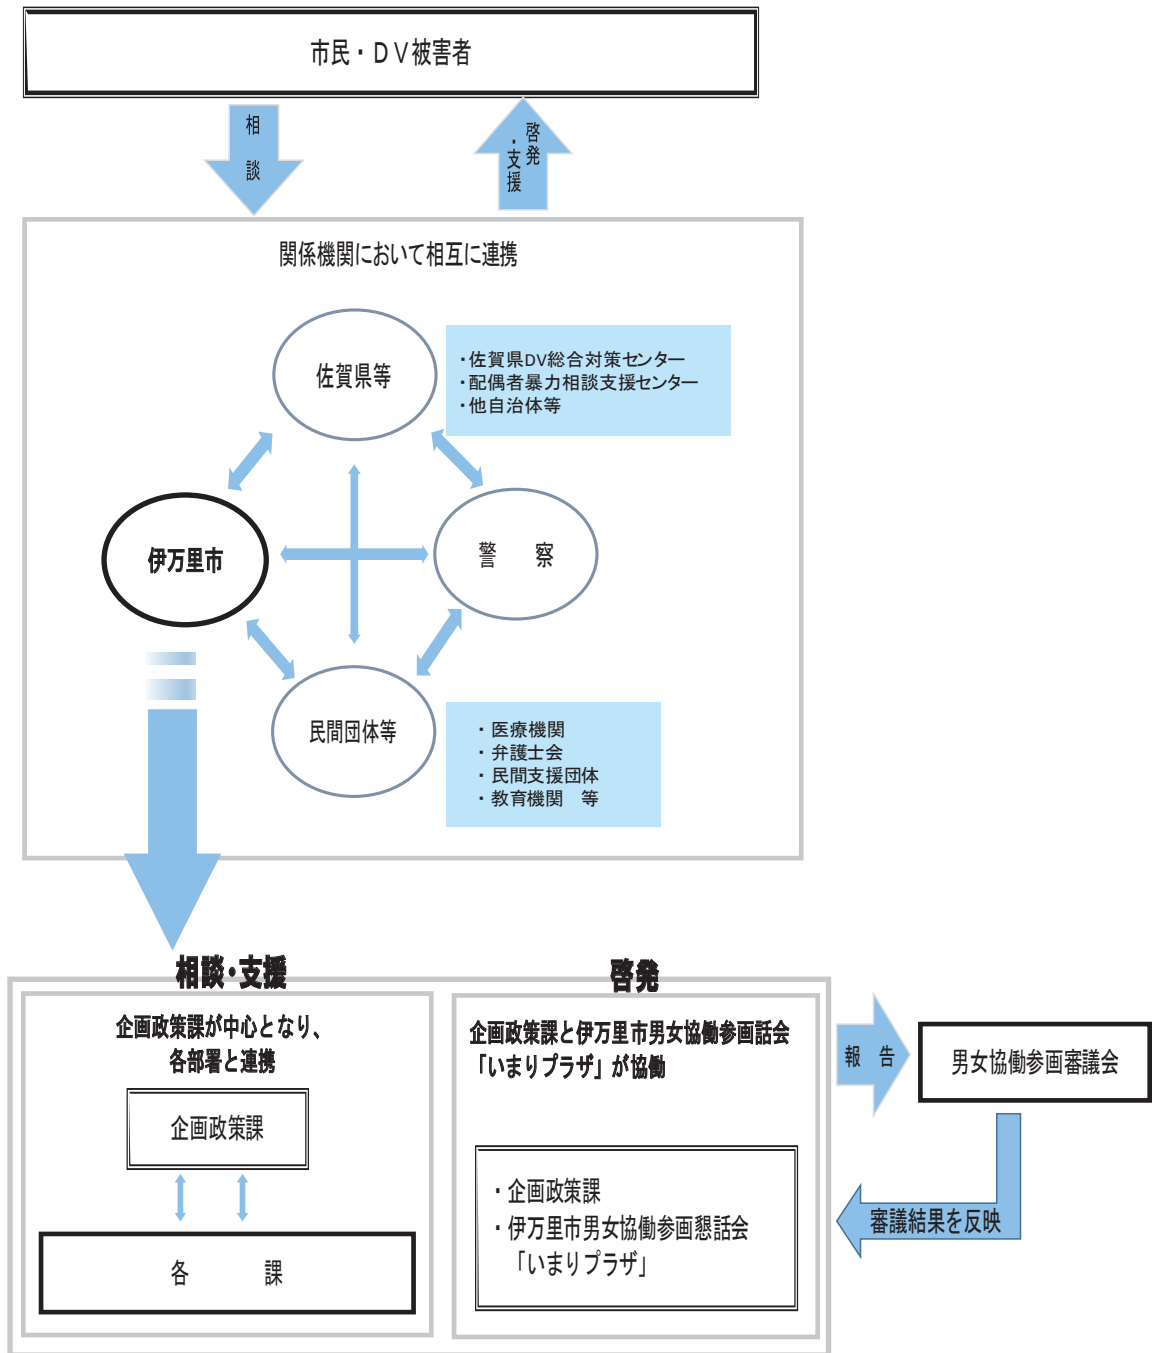 市民・ＤＶ被害者
相談
啓発
・支援
関係機関において相互に連携
佐賀県等
・佐賀県DV総合対策センター
・配偶者暴力相談支援センター
・他自治体等
伊万里市
警　察
民間団体等
・医療機関
・弁護士会
・民間支援団体
・教育機関　等
相談・支援
企画政策課が中心となり、
各部署と連携
企画政策課
各　課
啓発
企画政策課と伊万里市男女協働参画話会
「いまりプラザ」が協働
・企画政策課
・伊万里市男女協働参画懇話会
「いまりプラザ」
報　告
男女協働参画審議会
審議結果を反映